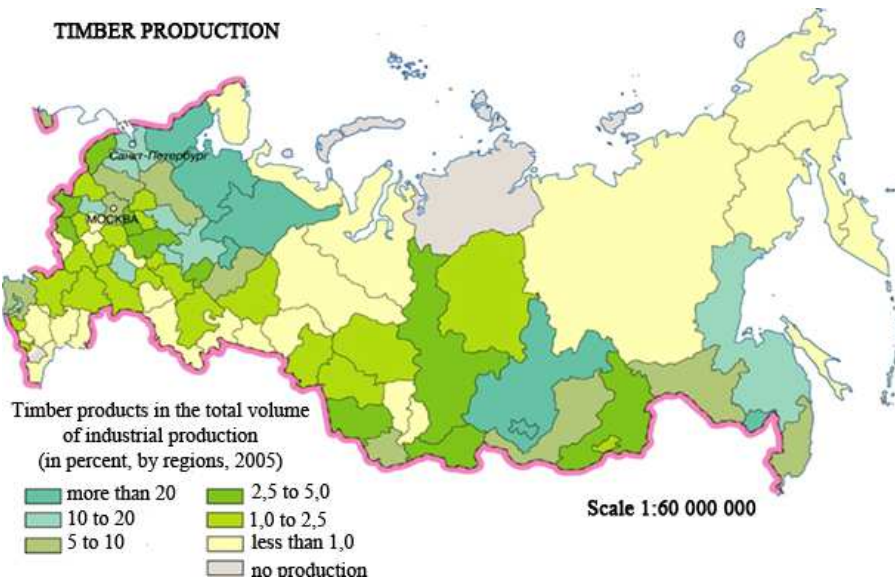 TIMBER PRODUCTION
Санкт-Петербург
МОСКВА
Timber products in the total volume
of industrial production
(in percent, by regions, 2005)
more than 20
10 to 20
5 to 10
2,5 to 5,0
1,0 to 2,5
less than 1,0
no production
Scale 1:60 000 000